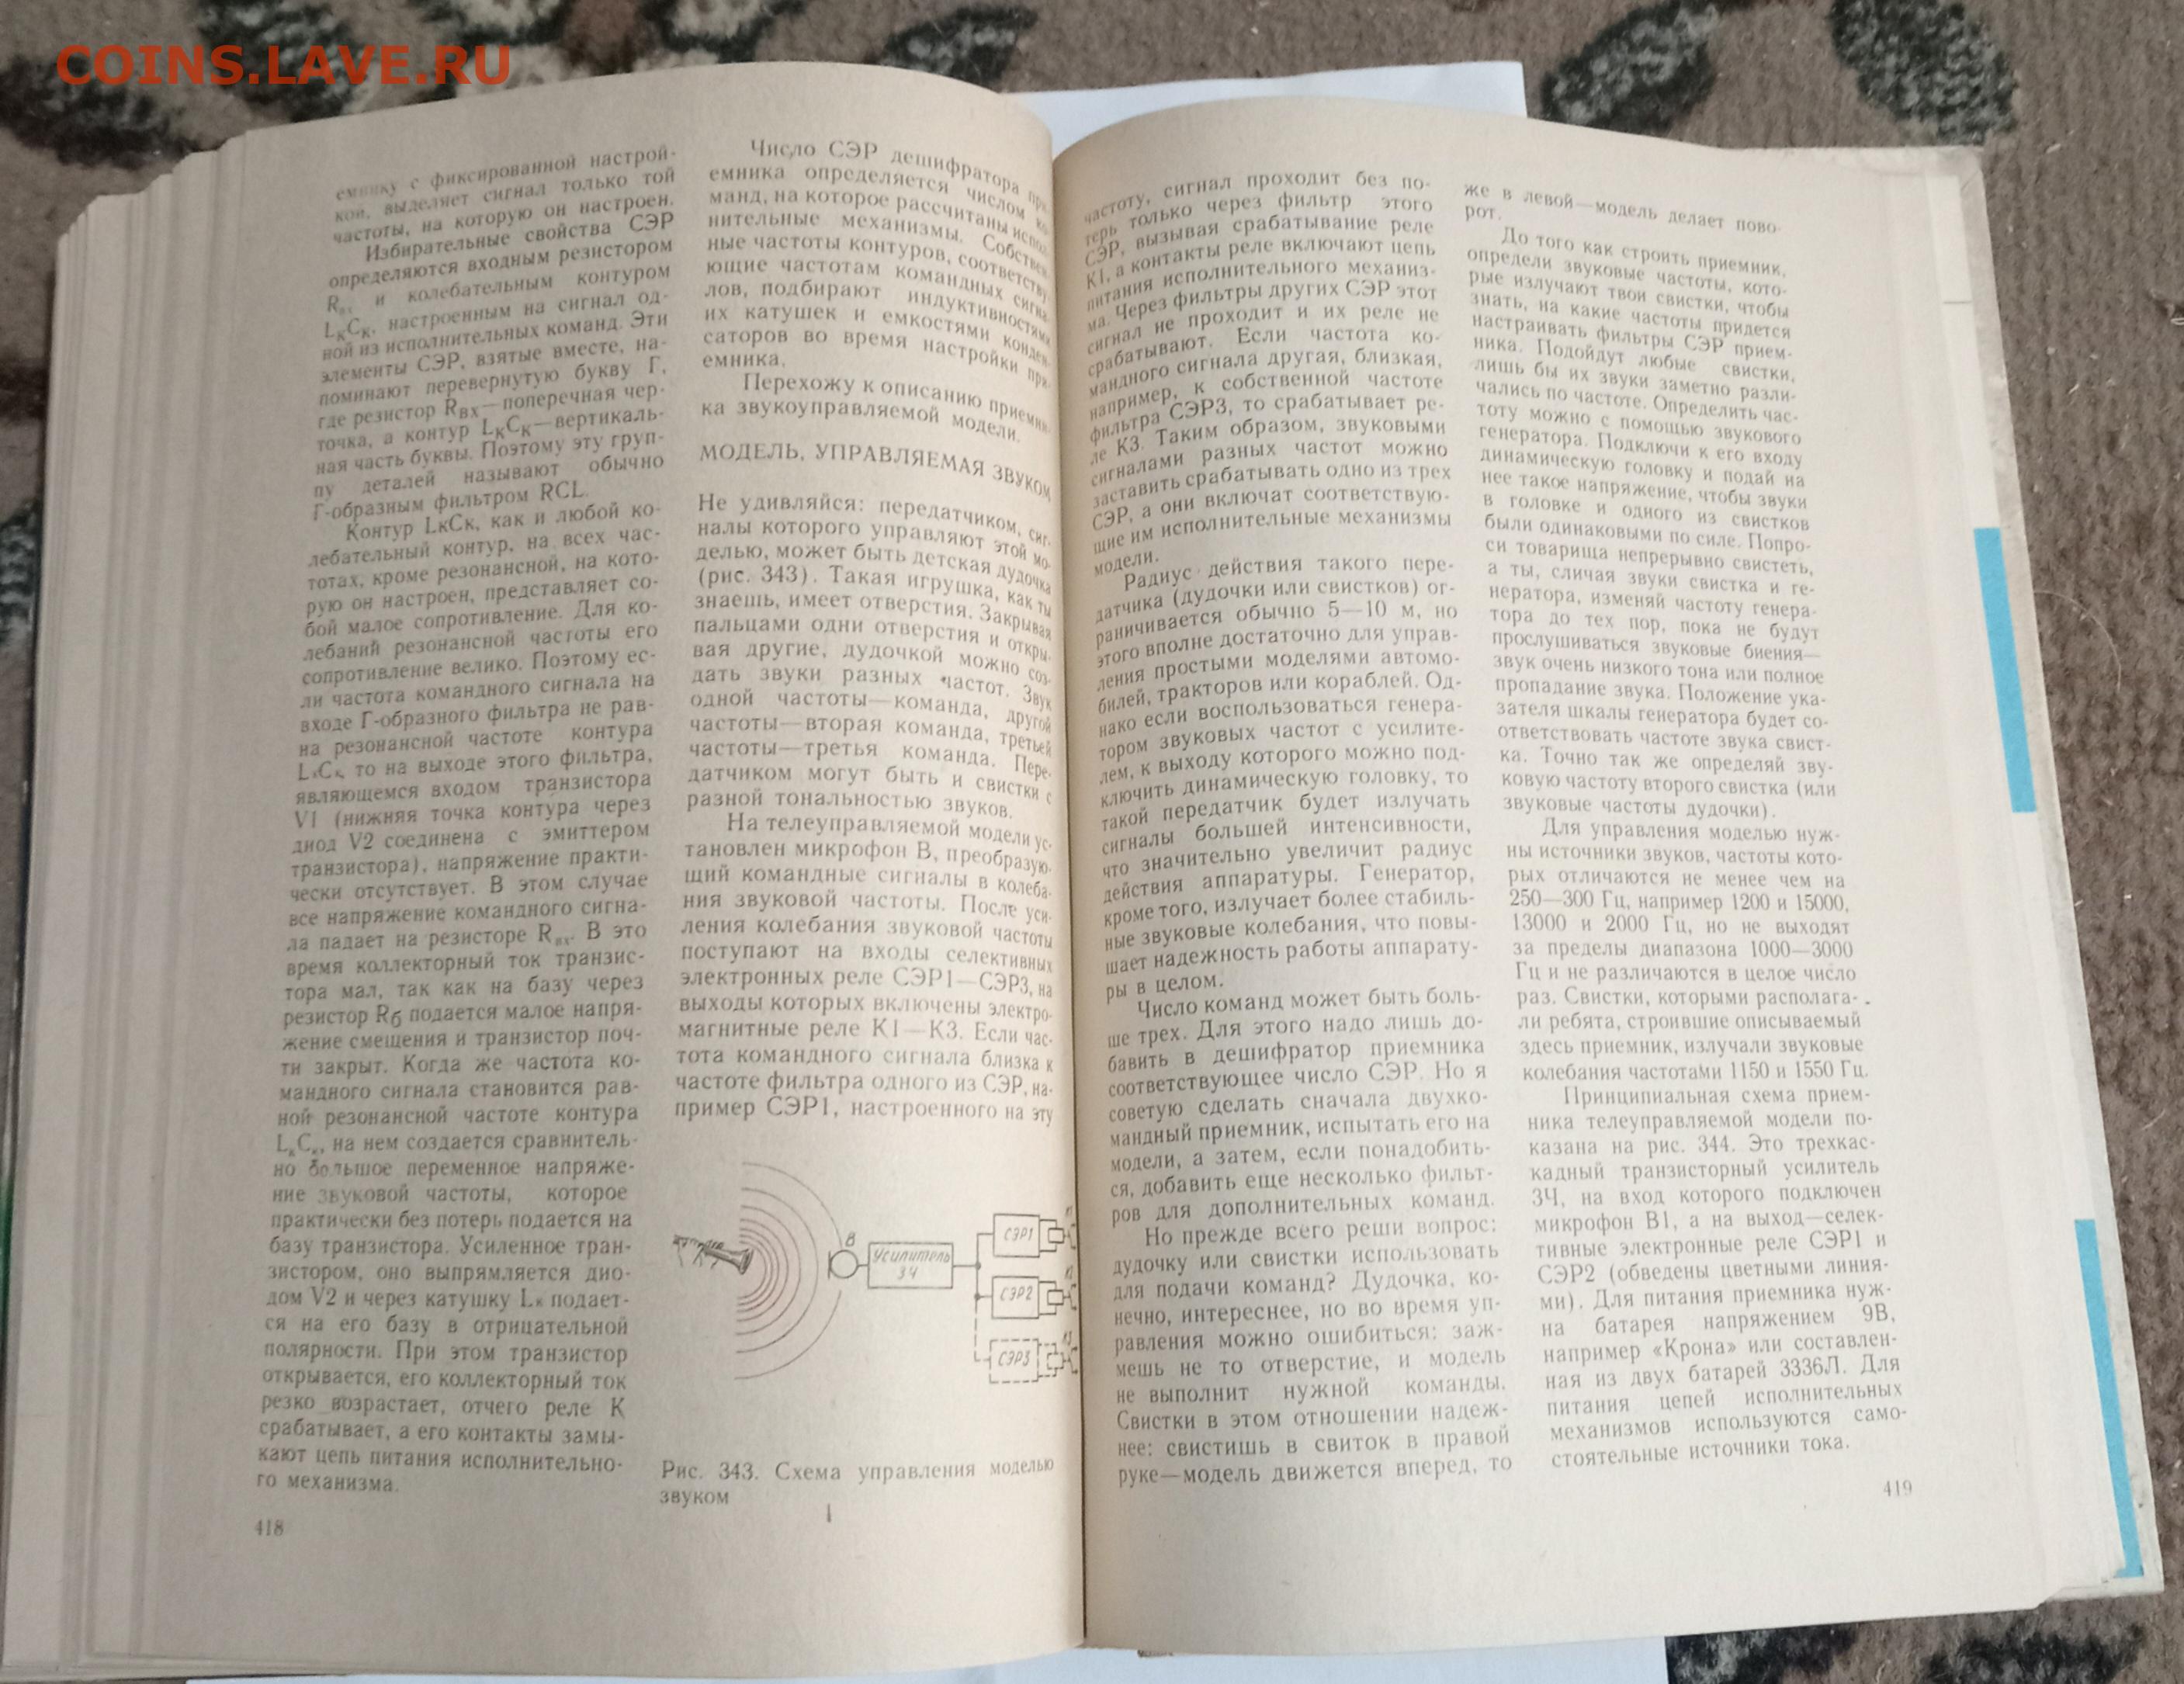 COINS.LAVE.RU
емнику с фиксированной настрой-
кой, выделяет сигнал только той
частоты, на которую он настроен.
Избирательные свойства СЭР
определяются входным резистором
Rвх и колебательным контуром
LкCк, настроенным на сигнал од-
ной из исполнительных команд. Эти
элементы СЭР, взятые вместе, на-
поминают перевернутую букву Г,
где резистор Rвх—поперечная чер-
точка, а контур LкCк—вертикаль-
ная часть буквы. Поэтому эту груп-
пу деталей называют обычно
Г-образным фильтром RCL.
Контур LкCк, как и любой ко-
лебательный контур, на всех час-
тотах, кроме резонансной, на кото-
рую он настроен, представляет со-
бой малое сопротивление. Для ко-
лебаний резонансной частоты его
сопротивление велико. Поэтому ес-
ли частота командного сигнала на
входе Г-образного фильтра не рав-
на резонансной частоте контура
LкCк, то на выходе этого фильтра,
являющемся входом транзистора
V1 (нижняя точка контура через
диод V2 соединена с эмиттером
транзистора), напряжение практи-
чески отсутствует. В этом случае
все напряжение командного сигна-
ла падает на резисторе Rвх. В это
время коллекторный ток транзис-
тора мал, так как на базу через
резистор Rб подается малое напря-
жение смещения и транзистор поч-
ти закрыт. Когда же частота ко-
мандного сигнала становится рав-
ной резонансной частоте контура
LкCк, на нем создается сравнитель-
но большое переменное напряже-
ние звуковой частоты, которое
практически без потерь подается на
базу транзистора. Усиленное тран-
зистором, оно выпрямляется дио-
дом V2 и через катушку Lк подает-
ся на его базу в отрицательной
полярности. При этом транзистор
открывается, его коллекторный ток
резко возрастает, отчего реле К
срабатывает, а его контакты замы-
кают цепь питания исполнительно-
го механизма.
418
Число СЭР дешифратора при-
емника определяется числом ко-
манд, на которое рассчитаны испол-
нительные механизмы. Собствен-
ные частоты контуров, соответству-
ющие частотам командных сигна-
лов, подбирают индуктивностями
их катушек и емкостями конден-
саторов во время настройки при-
емника.
Перехожу к описанию приемни-
ка звукоуправляемой модели.
МОДЕЛЬ, УПРАВЛЯЕМАЯ ЗВУКОМ
Не удивляйся: передатчиком, сиг-
налы которого управляют этой мо-
делью, может быть детская дудочка
(рис. 343). Такая игрушка, как ты
знаешь, имеет отверстия. Закрывая
пальцами одни отверстия и откры-
вая другие, дудочкой можно соз-
дать звуки разных частот. Звук
одной частоты—команда, другой
частоты—вторая команда, третьей
частоты—третья команда. Пере-
датчиком могут быть и свистки с
разной тональностью звуков.
На телеуправляемой модели ус-
тановлен микрофон В, преобразую-
щий командные сигналы в колеба-
ния звуковой частоты. После уси-
ления колебания звуковой частоты
поступают на входы селективных
электронных реле СЭР1—СЭР3, на
выходы которых включены электро-
магнитные реле К1—К3. Если час-
тота командного сигнала близка к
частоте фильтра одного из СЭР, на-
пример СЭР1, настроенного на эту
В
Усилитель
ЗЧ
СЭР1
СЭР2
СЭР3
Рис. 343. Схема управления моделью
звуком
частоту, сигнал проходит без по-
терь только через фильтр этого
СЭР, вызывая срабатывание реле
К1, а контакты реле включают цепь
питания исполнительного механиз-
ма. Через фильтры других СЭР этот
сигнал не проходит и их реле не
срабатывают. Если частота ко-
мандного сигнала другая, близкая,
например, к собственной частоте
фильтра СЭР3, то срабатывает ре-
ле К3. Таким образом, звуковыми
сигналами разных частот можно
заставить срабатывать одно из трех
СЭР, а они включат соответствую-
щие им исполнительные механизмы
модели.
Радиус действия такого пере-
датчика (дудочки или свистков) ог-
раничивается обычно 5—10 м, но
этого вполне достаточно для управ-
ления простыми моделями автомо-
билей, тракторов или кораблей. Од-
нако если воспользоваться генера-
тором звуковых частот с усилите-
лем, к выходу которого можно под-
ключить динамическую головку, то
такой передатчик будет излучать
сигналы большей интенсивности,
что значительно увеличит радиус
действия аппаратуры. Генератор,
кроме того, излучает более стабиль-
ные звуковые колебания, что повы-
шает надежность работы аппарату-
ры в целом.
Число команд может быть боль-
ше трех. Для этого надо лишь до-
бавить в дешифратор приемника
соответствующее число СЭР. Но я
советую сделать сначала двухко-
мандный приемник, испытать его на
модели, а затем, если понадобить-
ся, добавить еще несколько фильт-
ров для дополнительных команд.
Но прежде всего реши вопрос:
дудочку или свистки использовать
для подачи команд? Дудочка, ко-
нечно, интереснее, но во время уп-
равления можно ошибиться: заж-
мешь не то отверстие, и модель
не выполнит нужной команды.
Свистки в этом отношении надеж-
нее: свистишь в свиток в правой
руке—модель движется вперед, то
же в левой—модель делает пово-
рот.
До того как строить приемник,
определи звуковые частоты, кото-
рые излучают твои свистки, чтобы
знать, на какие частоты придется
настраивать фильтры СЭР прием-
ника. Подойдут любые свистки,
лишь бы их звуки заметно разли-
чались по частоте. Определить час-
тоту можно с помощью звукового
генератора. Подключи к его входу
динамическую головку и подай на
нее такое напряжение, чтобы звуки
в головке и одного из свистков
были одинаковыми по силе. Попро-
си товарища непрерывно свистеть,
а ты, сличая звуки свистка и ге-
нератора, изменяй частоту генера-
тора до тех пор, пока не будут
прослушиваться звуковые биения—
звук очень низкого тона или полное
пропадание звука. Положение ука-
зателя шкалы генератора будет со-
ответствовать частоте звука свист-
ка. Точно так же определяй зву-
ковую частоту второго свистка (или
звуковые частоты дудочки).
Для управления моделью нуж-
ны источники звуков, частоты кото-
рых отличаются не менее чем на
250—300 Гц, например 1200 и 15000,
13000 и 2000 Гц, но не выходят
за пределы диапазона 1000—3000
Гц и не различаются в целое число
раз. Свистки, которыми располага-
ли ребята, строившие описываемый
здесь приемник, излучали звуковые
колебания частотами 1150 и 1550 Гц.
Принципиальная схема прием-
ника телеуправляемой модели по-
казана на рис. 344. Это трехкас-
кадный транзисторный усилитель
ЗЧ, на вход которого подключен
микрофон В1, а на выход—селек-
тивные электронные реле СЭР1 и
СЭР2 (обведены цветными линия-
ми). Для питания приемника нуж-
на батарея напряжением 9В,
например «Крона» или составлен-
ная из двух батарей 3336Л. Для
питания цепей исполнительных
механизмов используются само-
стоятельные источники тока.
419